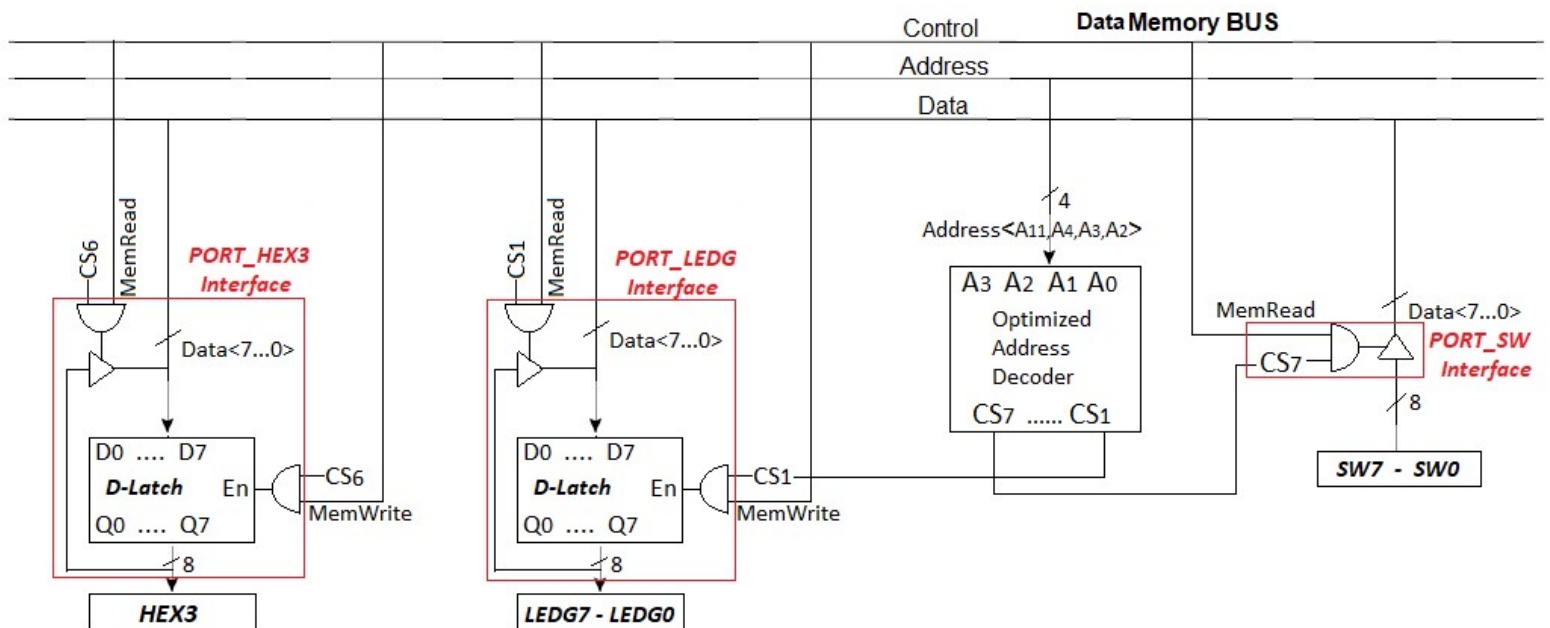 Control
Data Memory BUS
Address
Data
CS6
MemRead
PORT_HEX3
Interface
Data<7...0>
D0 .... D7
D-Latch
En
Q0 .... Q7
CS6
MemWrite
8
HEX3
CS1
MemRead
PORT_LEDG
Interface
Data<7...0>
D0 .... D7
D-Latch
En
Q0 .... Q7
CS1
MemWrite
8
LEDG7 - LEDG0
4
Address<A11,A4,A3,A2>
A3 A2 A1 A0
Optimized
Address
Decoder
CS7 ...... CS1
MemRead
CS7
Data<7...0>
PORT_SW
Interface
8
SW7 - SW0